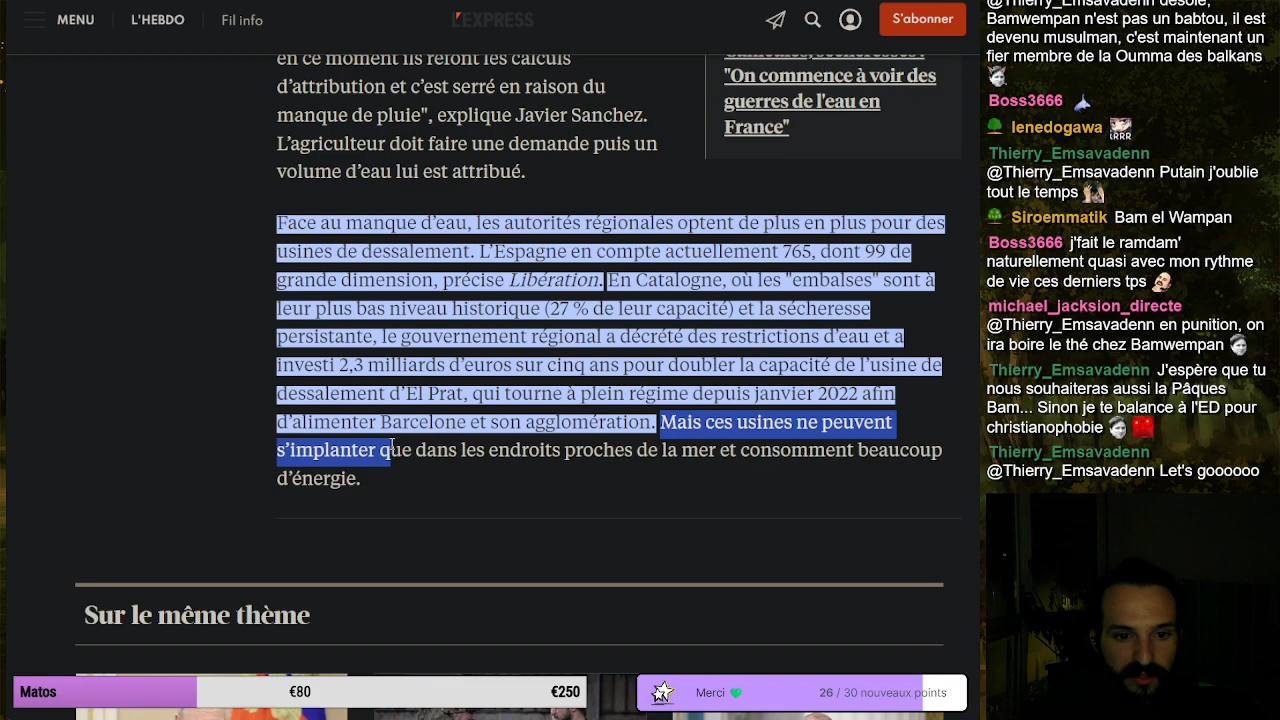 MENU
L'HEBDO
Fil info
L'EXPRESS
S'abonner
en ce moment ils refont les calculs
d'attribution et c'est serré en raison du
manque de pluie", explique Javier Sanchez.
L'agriculteur doit faire une demande puis un
volume d'eau lui est attribué.
"On commence à voir des
guerres de l'eau en
France"
Face au manque d'eau, les autorités régionales optent de plus en plus pour des
usines de dessalement. L'Espagne en compte actuellement 765, dont 99 de
grande dimension, précise Libération. En Catalogne, où les "embalses" sont à
leur plus bas niveau historique (27 % de leur capacité) et la sécheresse
persistante, le gouvernement régional a décrété des restrictions d'eau et a
investi 2,3 milliards d'euros sur cinq ans pour doubler la capacité de l'usine de
dessalement d'El Prat, qui tourne à plein régime depuis janvier 2022 afin
d'alimenter Barcelone et son agglomération. Mais ces usines ne peuvent
s'implanter que dans les endroits proches de la mer et consomment beaucoup
d'énergie.
Sur le même thème
Matos
€80
€250
Merci
26 / 30 nouveaux points
@Thierry_Emsavadenn désolé,
Bamwempan n'est pas un babtou, il est
devenu musulman, c'est maintenant un
fier membre de la Oumma des balkans
Boss3666
lenedogawa
RRR
Thierry_Emsavadenn
@Thierry_Emsavadenn Putain j'oublie
tout le temps
Siroemmatik Bam el Wampan
Boss3666 j'fait le ramdam'
naturellement quasi avec mon rythme
de vie ces derniers tps
michael_jacksion_directe
@Thierry_Emsavadenn en punition, on
ira boire le thé chez Bamwempan
Thierry_Emsavadenn J'espère que tu
nous souhaiteras aussi la Pâques
Bam... Sinon je te balance à l'ED pour
christianophobie
Thierry_Emsavadenn
@Thierry_Emsavadenn Let's goooooo